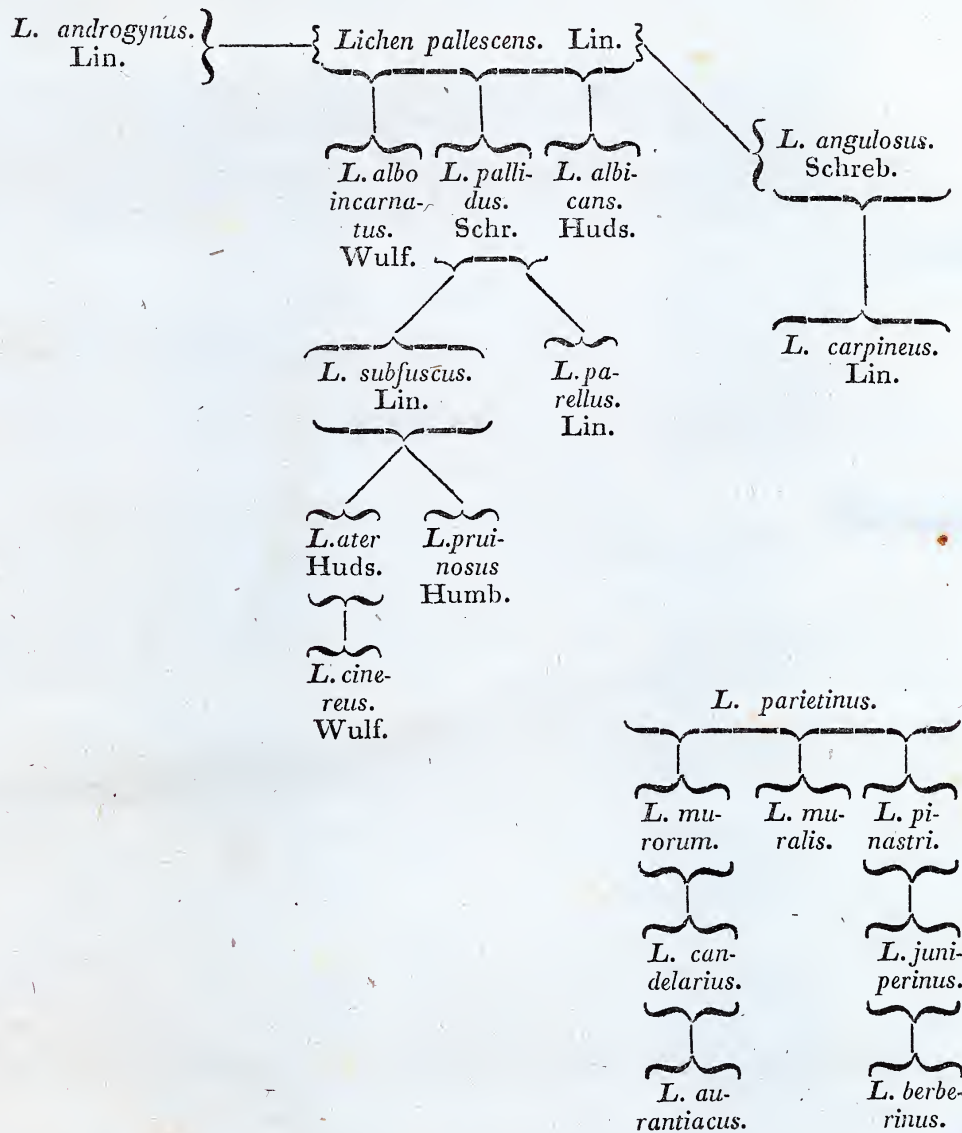 L. androgynus.
Lin.
Lichen pallescens. Lin.
L. angulosus.
Schreb.
L. albo
incarna-
tus.
Wulf.
L. palli-
dus.
Schr.
L. albi-
cans.
Huds.
L. carpineus.
Lin.
L. subfuscus.
Lin.
L. pa-
rellus.
Lin.
L. ater
Huds.
L. prui-
nosus
Humb.
L. cine-
reus.
Wulf.
L. parietinus.
L. mu-
rorum.
L. mu-
ralis.
L. pi-
nastri.
L. can-
delarius.
L. juni-
perinus.
L. au-
rantiacus.
L. berbe-
rinus.